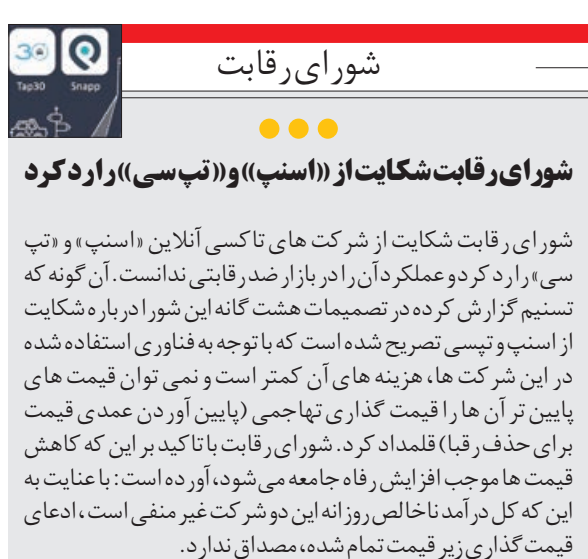 Tap30 Snapp
شورای رقابت
شورای رقابت شکایت از «اسنپ» و «تپ سی» را رد کرد
شورای رقابت شکایت از شرکت های تاکسی آنلاین «اسنپ» و «تپ
سی» را رد کرد و عملکرد آن را در بازار ضد رقابتی ندانست. آن گونه که
تسنیم گزارش کرده در تصمیمات هشت گانه این شورا درباره شکایت
از اسنپ و تپسی تصریح شده است که با توجه به فناوری استفاده شده
در این شرکت ها، هزینه های آن کمتر است و نمی توان قیمت های
پایین تر آن ها را قیمت گذاری تهاجمی (پایین آوردن عمدی قیمت
برای حذف رقبا) قلمداد کرد. شورای رقابت با تاکید بر این که کاهش
قیمت ها موجب افزایش رفاه جامعه می‌شود، آورده است: با عنایت به
این که کل درآمد ناخالص روزانه این دو شرکت غیر منفی است، ادعای
قیمت گذاری زیر قیمت تمام شده، مصداق ندارد.